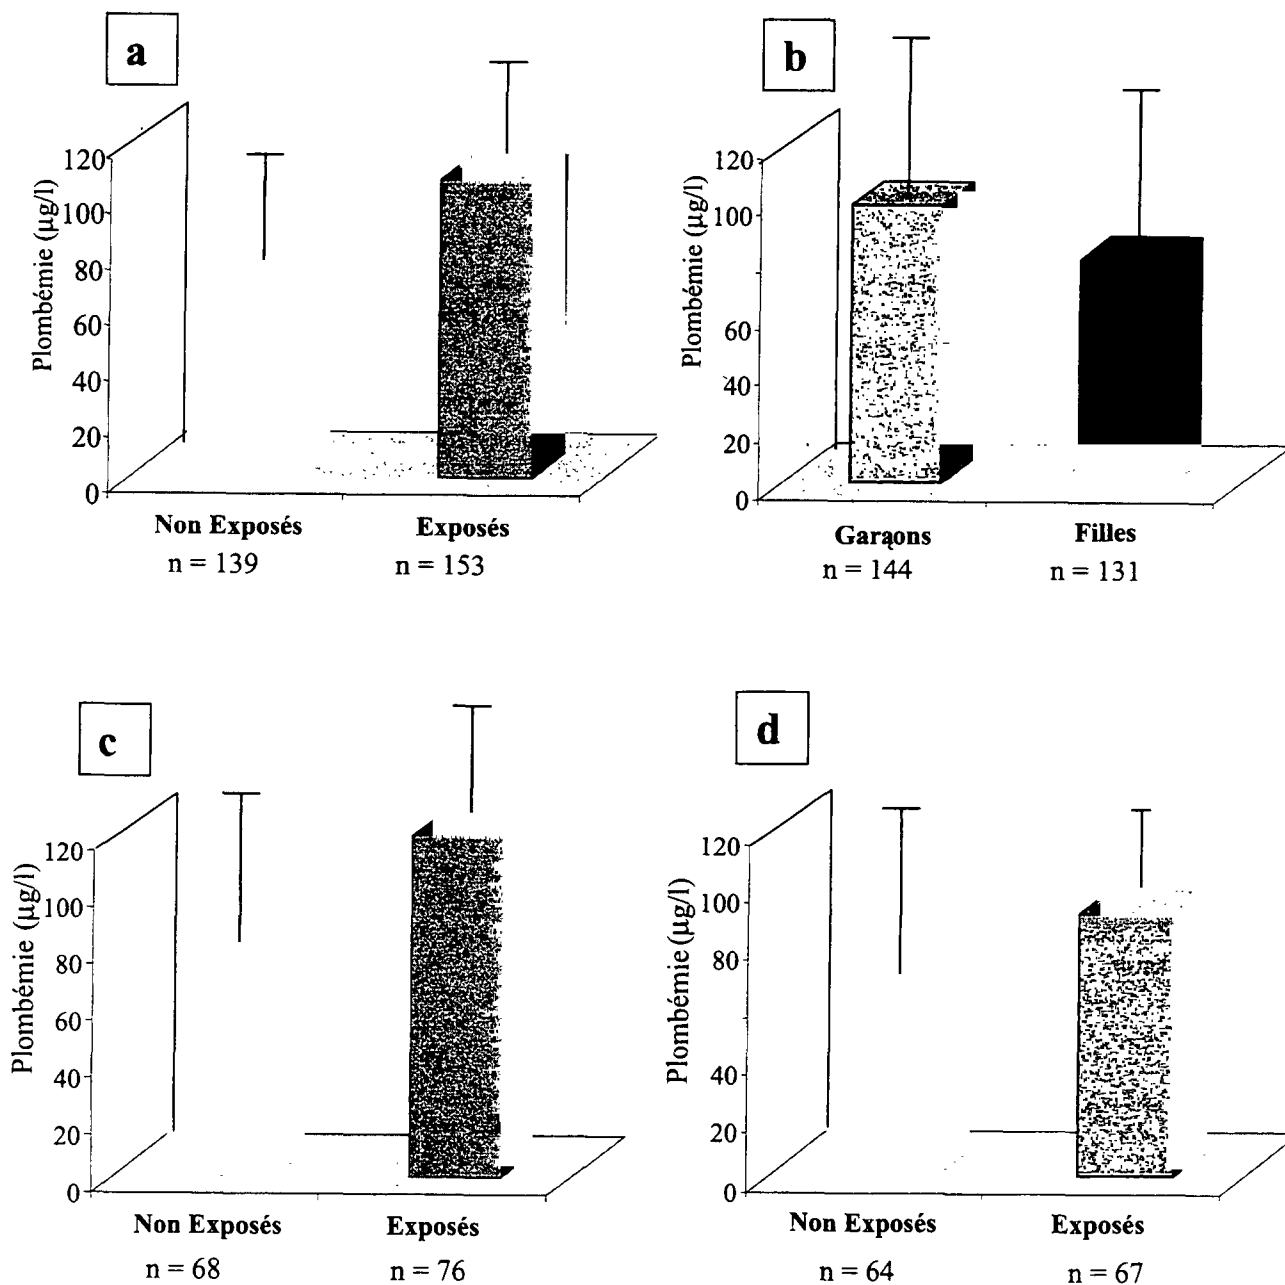 a
Plombémie (µg/l)
120
100
80
60
40
20
0
Non Exposés
Exposés
n = 139
n = 153
b
Plombémie (µg/l)
120
100
60
40
20
0
Garąons
Filles
n = 144
n = 131
c
Plombémie (µg/l)
120
100
80
60
40
20
0
Non Exposés
Exposés
n = 68
n = 76
d
Plombémie (µg/l)
120
100
80
40
20
0
Non Exposés
Exposés
n = 64
n = 67